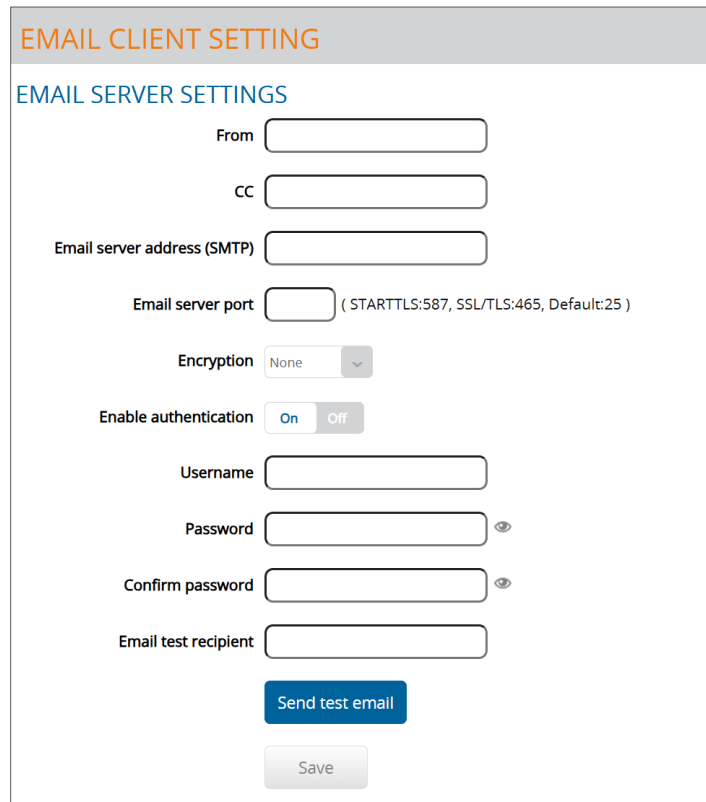 EMAIL CLIENT SETTING
EMAIL SERVER SETTINGS
From
CC
Email server address (SMTP)
Email server port ( STARTTLS:587, SSL/TLS:465, Default:25 )
Encryption None
Enable authentication On Off
Username
Password
Confirm password
Email test recipient
Send test email
Save